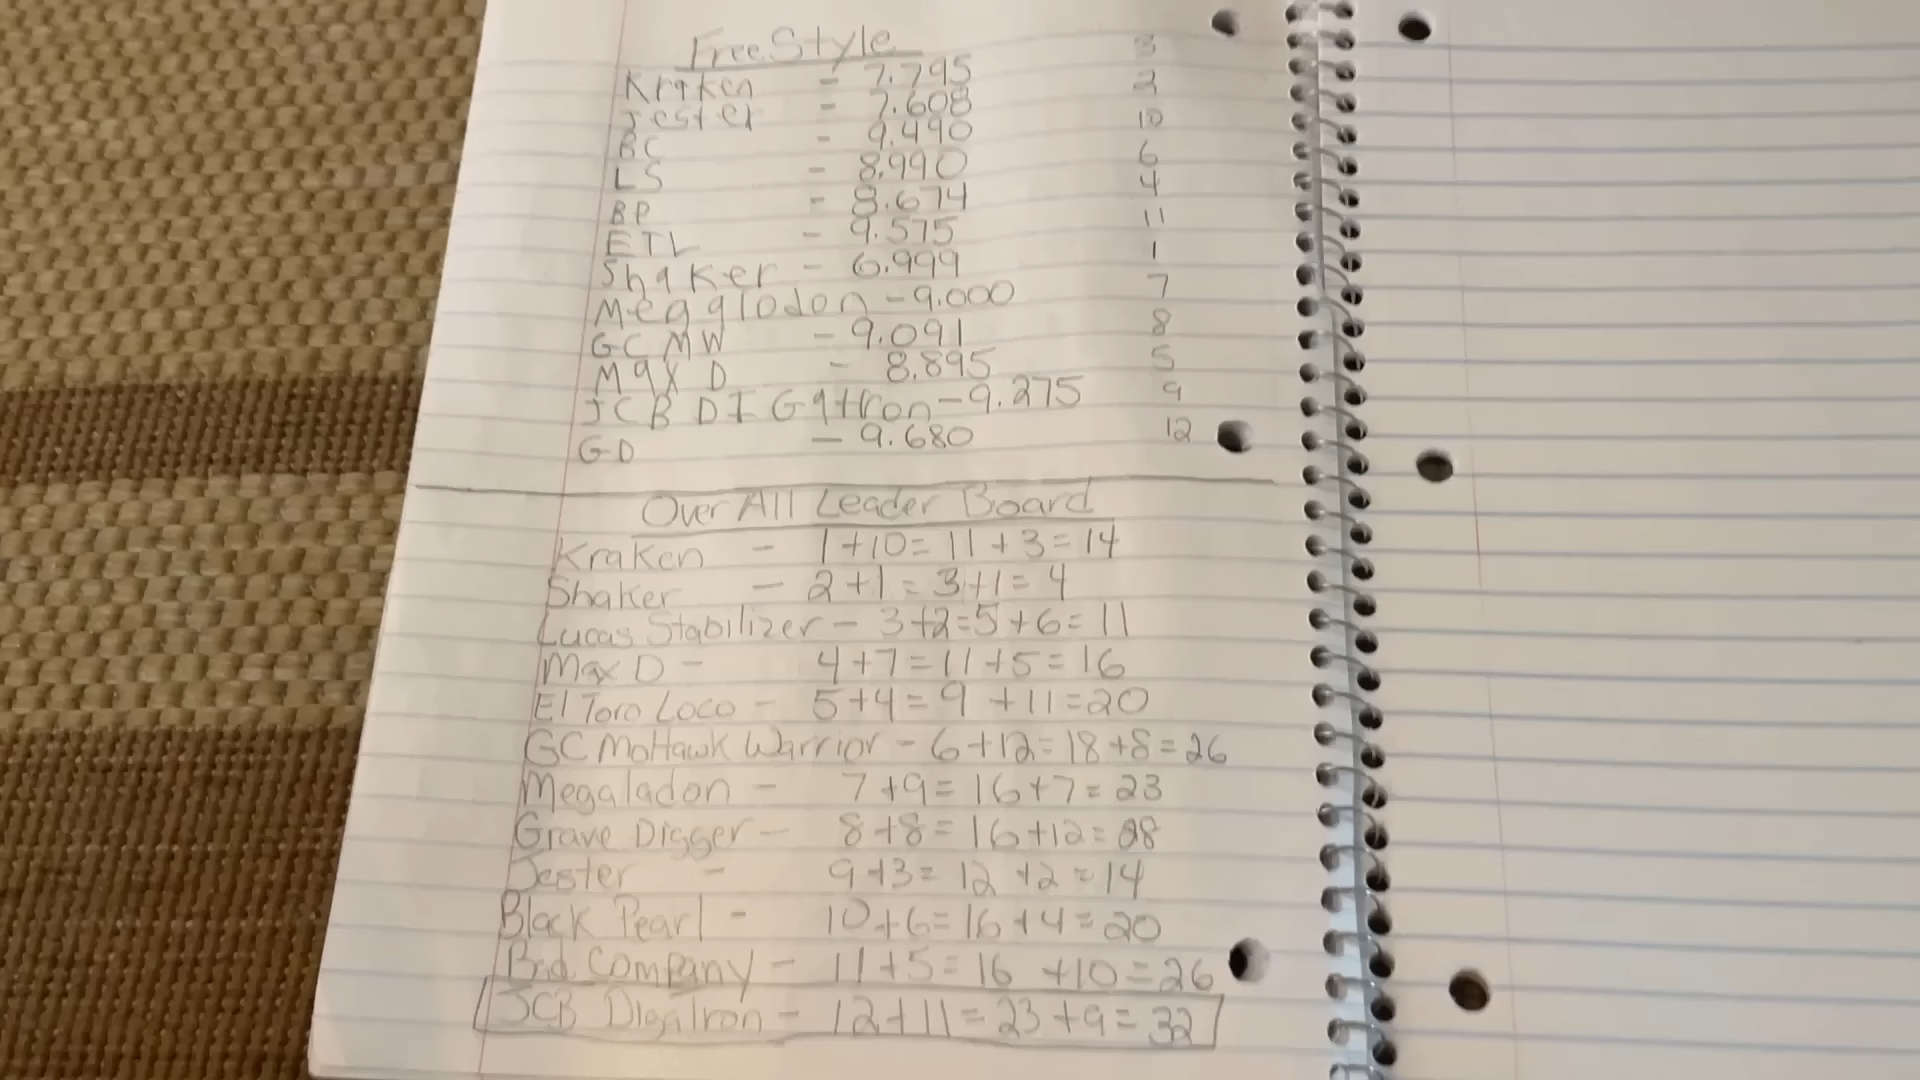 FreeStyle
Kraken - 7.795 3
Jester - 7.608 2
BC - 9.490 10
LS - 8.990 6
BP - 8.674 4
ETL - 9.575 11
Shaker - 6.999 1
Megglodon - 9.000 7
GCMW - 9.091 8
Max D - 8.895 5
JCB DIGatron - 9.275 9
GD - 9.680 12
Over All Leader Board
Kraken - 1+10=11+3=14
Shaker - 2+1=3+1=4
Lucas Stabilizer - 3+2=5+6=11
Max D - 4+7=11+5=16
El Toro Loco - 5+4=9+11=20
GC MoHawk Warrior - 6+12=18+8=26
Megaladon - 7+9=16+7=23
Grave Digger - 8+8=16+12=28
Jester - 9+3=12+2=14
Black Pearl - 10+6=16+4=20
Bad Company - 11+5=16+10=26
JCB Digatron - 12+11=23+9=32